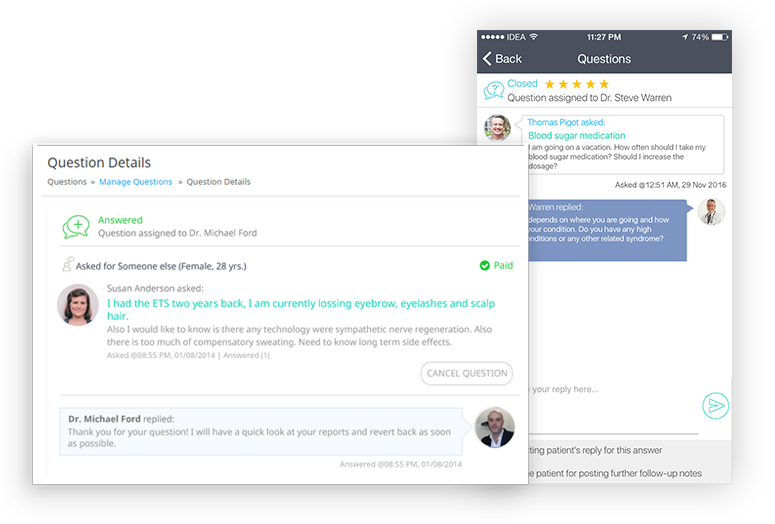 Question Details
Questions » Manage Questions » Question Details
Answered
Question assigned to Dr. Michael Ford
Asked for Someone else (Female, 28 yrs.)
Paid
Susan Anderson asked:
I had the ETS two years back, I am currently lossing eyebrow, eyelashes and scalp
hair.
Also I would like to know is there any technology were sympathetic nerve regeneration. Also
there is too much of compensatory sweating. Need to know long term side effects.
Asked @08:55 PM, 01/08/2014 | Answered (1)
CANCEL QUESTION
Dr. Michael Ford replied:
Thank you for your question! I will have a quick look at your reports and revert back as soon
as possible.
Answered @08:55 PM, 01/08/2014
IDEA
11:27 PM
74%
Back
Questions
Closed
Question assigned to Dr. Steve Warren
Thomas Pigot asked:
Blood sugar medication
I am going on a vacation. How often should I take my
blood sugar medication? Should I increase the
dosage?
Asked @12:51 AM, 29 Nov 2016
Warren replied:
depends on where you are going and how
your condition. Do you have any high
nditions or any other related syndrome?
your reply here...
ting patient's reply for this answer
e patient for posting further follow-up notes